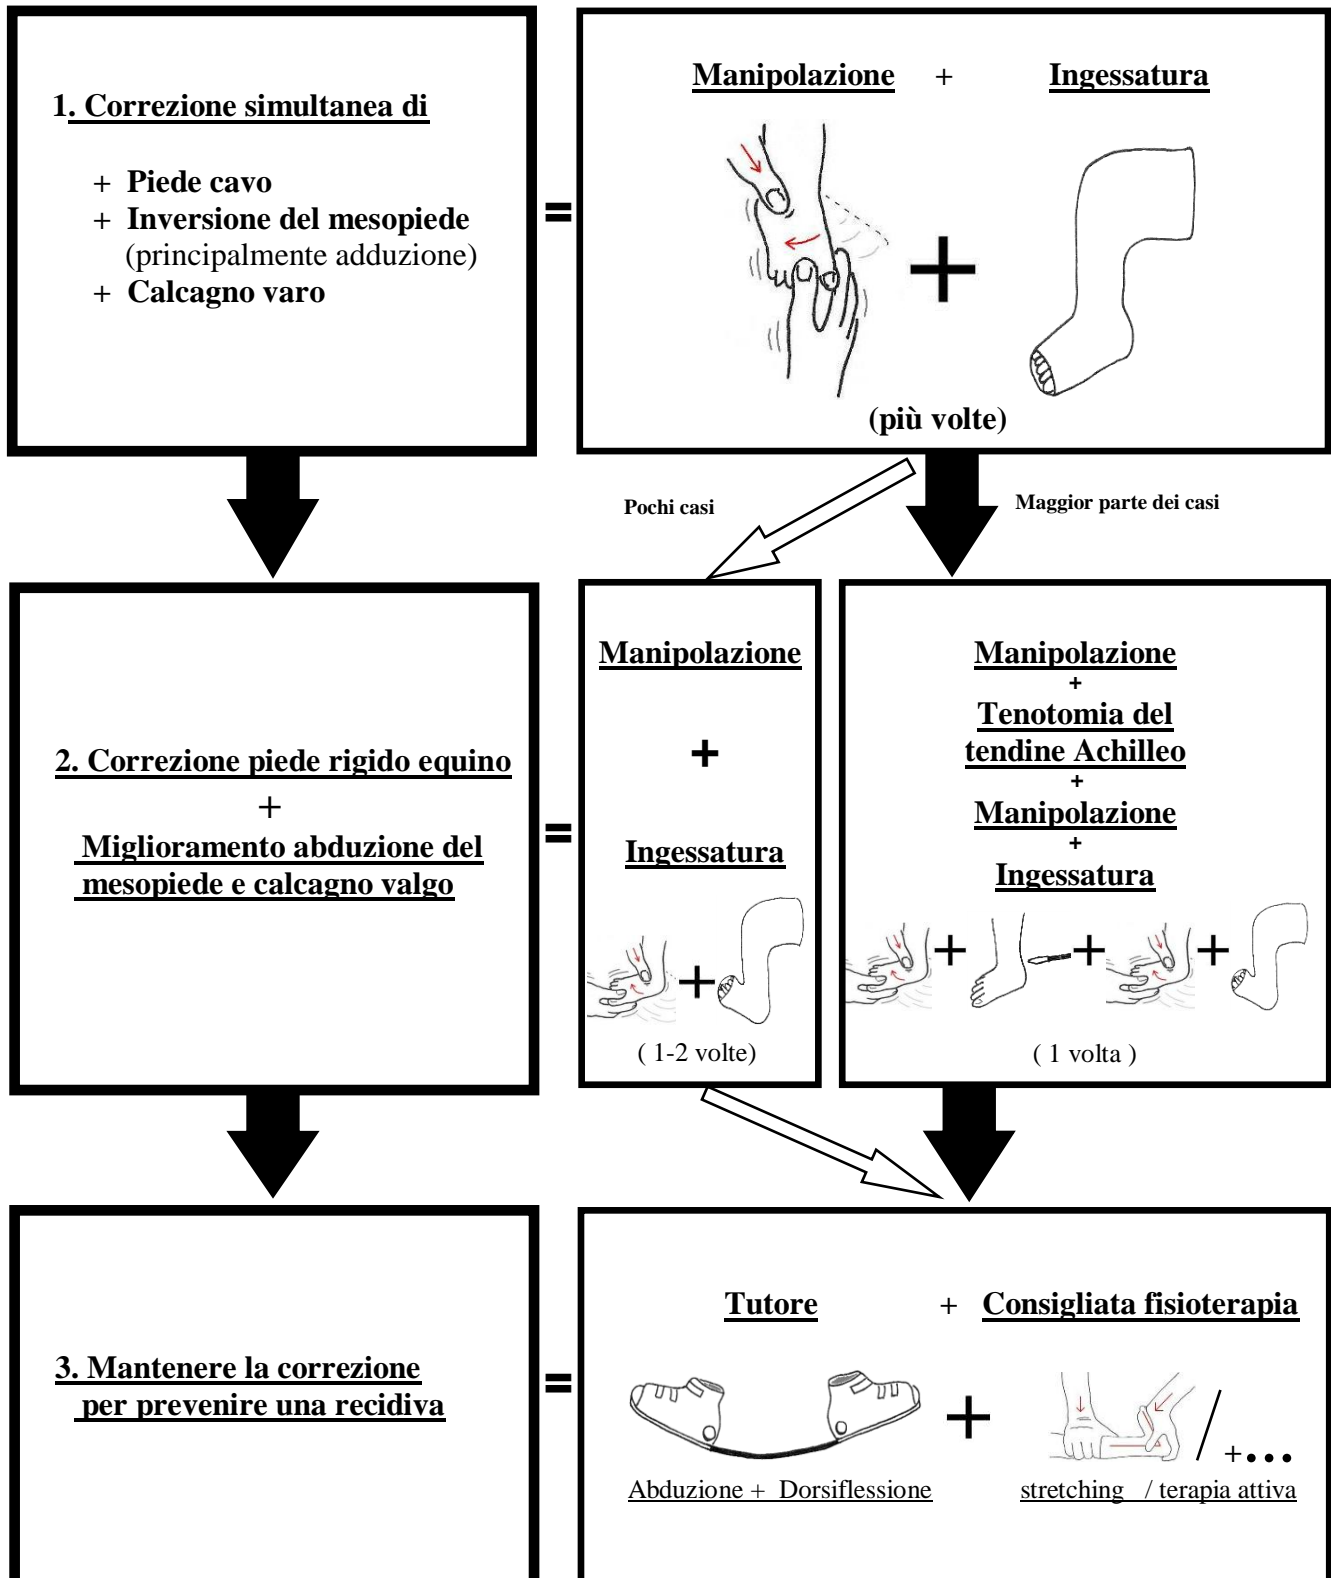 1. Correzione simultanea di
+ Piede cavo
+ Inversione del mesopiede
(principalmente adduzione)
+ Calcagno varo
=
Manipolazione + Ingessatura
+
(più volte)
Pochi casi
Maggior parte dei casi
2. Correzione piede rigido equino
+
Miglioramento abduzione del
mesopiede e calcagno valgo
=
Manipolazione
+
Ingessatura
+
( 1-2 volte)
Manipolazione
+
Tenotomia del
tendine Achilleo
+
Manipolazione
+
Ingessatura
+ + +
( 1 volta )
3. Mantenere la correzione
per prevenire una recidiva
=
Tutore + Consigliata fisioterapia
+ / +...
Abduzione + Dorsiflessione
stretching / terapia attiva